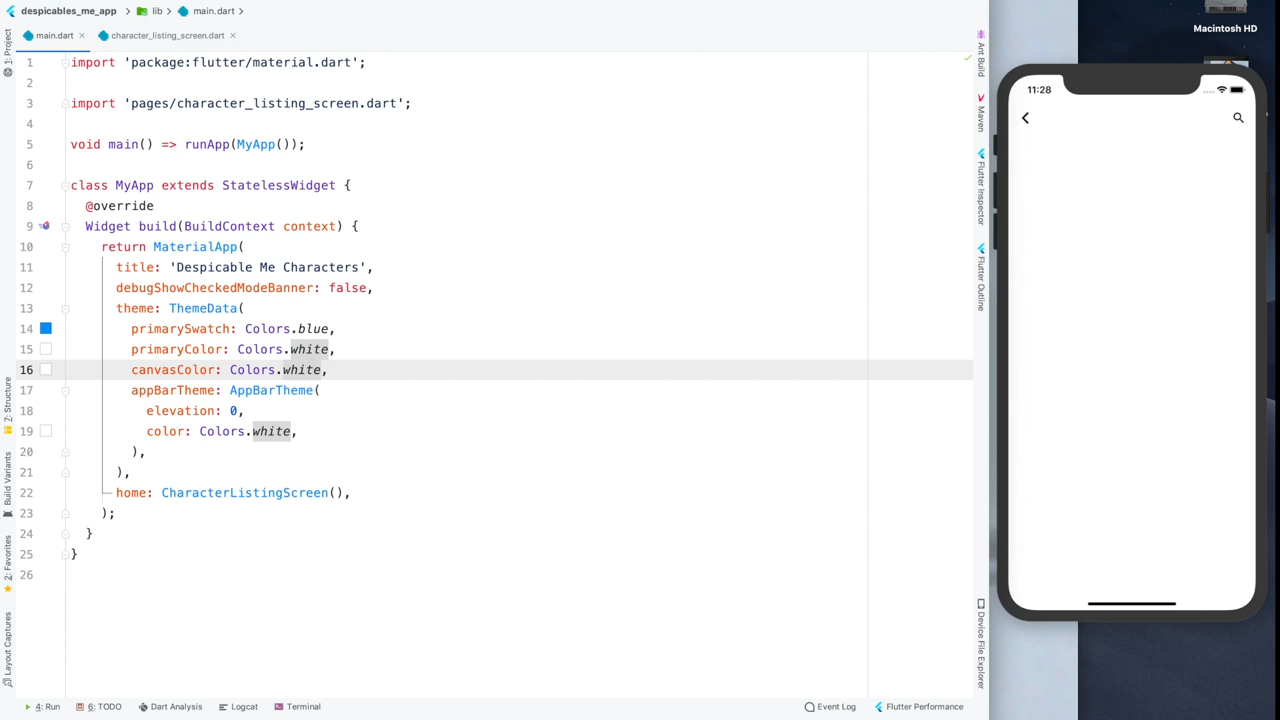 despicables_me_app lib main.dart
main.dart character_listing_screen.dart
1: Project
7: Structure
Build Variants
2: Favorites
Layout Captures
1 import 'package:flutter/material.dart';
2
3 import 'pages/character_listing_screen.dart';
4
5 void main() => runApp(MyApp());
6
7 class MyApp extends StatelessWidget {
8 @override
9 Widget build(BuildContext context) {
10 return MaterialApp(
11 title: 'Despicable Me Characters',
12 debugShowCheckedModeBanner: false,
13 theme: ThemeData(
14 primarySwatch: Colors.blue,
15 primaryColor: Colors.white,
16 canvasColor: Colors.white,
17 appBarTheme: AppBarTheme(
18 elevation: 0,
19 color: Colors.white,
20 ),
21 ),
22 home: CharacterListingScreen(),
23 );
24 }
25 }
26
Ant Build
Maven
Flutter Inspector
Flutter Outline
Device File Explorer
Macintosh HD
11:28
4: Run 6: TODO Dart Analysis Logcat Terminal Event Log Flutter Performance